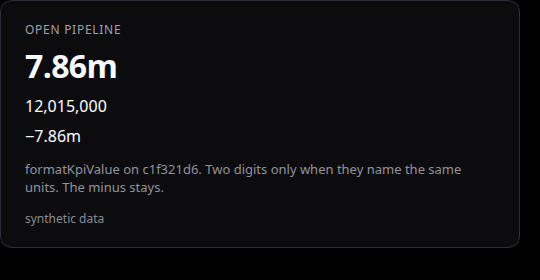 OPEN PIPELINE
7.86m
12,015,000
−7.86m
formatKpiValue on c1f321d6. Two digits only when they name the same
units. The minus stays.
synthetic data